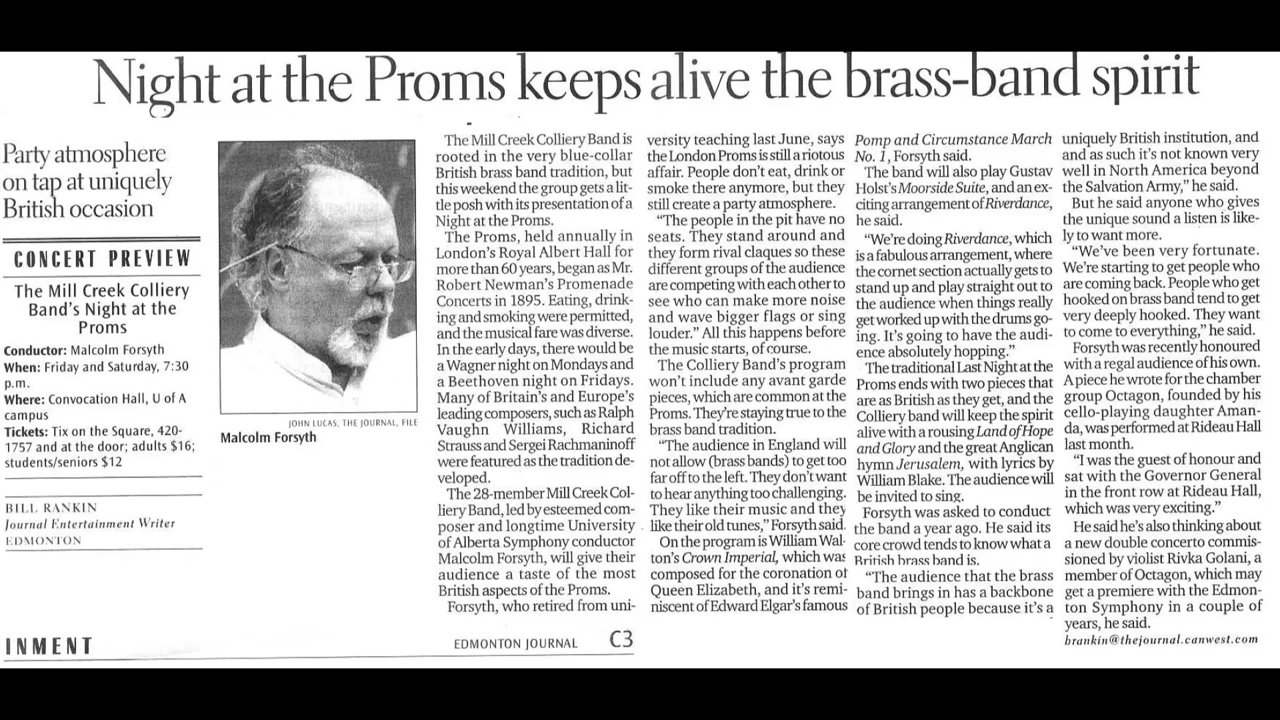 Night at the Proms keeps alive the brass-band spirit
Party atmosphere
on tap at uniquely
British occasion
CONCERT PREVIEW
The Mill Creek Colliery
Band's Night at the
Proms
Conductor: Malcolm Forsyth
When: Friday and Saturday, 7:30
p.m.
Where: Convocation Hall, U of A
campus
Tickets: Tix on the Square, 420-
1757 and at the door; adults $16;
students/seniors $12
BILL RANKIN
Journal Entertainment Writer
EDMONTON
JOHN LUCAS, THE JOURNAL, FILE
Malcolm Forsyth
The Mill Creek Colliery Band is
rooted in the very blue-collar
British brass band tradition, but
this weekend the group gets a lit-
tle posh with its presentation of a
Night at the Proms.
The Proms, held annually in
London's Royal Albert Hall for
more than 60 years, began as Mr.
Robert Newman's Promenade
Concerts in 1895. Eating, drink-
ing and smoking were permitted,
and the musical fare was diverse.
In the early days, there would be
a Wagner night on Mondays and
a Beethoven night on Fridays.
Many of Britain's and Europe's
leading composers, such as Ralph
Vaughn Williams, Richard
Strauss and Sergei Rachmaninoff
were featured as the tradition de-
veloped.
The 28-member Mill Creek Col-
liery Band, led by esteemed com-
poser and longtime University
of Alberta Symphony conductor
Malcolm Forsyth, will give their
audience a taste of the most
British aspects of the Proms.
Forsyth, who retired from uni-
versity teaching last June, says
the London Proms is still a riotous
affair. People don't eat, drink or
smoke there anymore, but they
still create a party atmosphere.
"The people in the pit have no
seats. They stand around and
they form rival claques so these
different groups of the audience
are competing with each other to
see who can make more noise
and wave bigger flags or sing
louder." All this happens before
the music starts, of course.
The Colliery Band's program
won't include any avant garde
pieces, which are common at the
Proms. They're staying true to the
brass band tradition.
"The audience in England will
not allow (brass bands) to get too
far off to the left. They don't want
to hear anything too challenging.
They like their music and they
like their old tunes," Forsyth said.
On the program is William Wal-
ton's Crown Imperial, which was
composed for the coronation of
Queen Elizabeth, and it's remi-
niscent of Edward Elgar's famous
Pomp and Circumstance March
No. 1, Forsyth said.
The band will also play Gustav
Holst's Moorside Suite, and an ex-
citing arrangement of Riverdance,
he said.
"We're doing Riverdance, which
is a fabulous arrangement, where
the cornet section actually gets to
stand up and play straight out to
the audience when things really
get worked up with the drums go-
ing. It's going to have the audi-
ence absolutely hopping."
The traditional Last Night at the
Proms ends with two pieces that
are as British as they get, and the
Colliery band will keep the spirit
alive with a rousing Land of Hope
and Glory and the great Anglican
hymn Jerusalem, with lyrics by
William Blake. The audience will
be invited to sing.
Forsyth was asked to conduct
the band a year ago. He said its
core crowd tends to know what a
British brass band is.
"The audience that the brass
band brings in has a backbone
of British people because it's a
uniquely British institution, and
and as such it's not known very
well in North America beyond
the Salvation Army," he said.
But he said anyone who gives
the unique sound a listen is like-
ly to want more.
"We've been very fortunate.
We're starting to get people who
are coming back. People who get
hooked on brass band tend to get
very deeply hooked. They want
to come to everything," he said.
Forsyth was recently honoured
with a regal audience of his own.
A piece he wrote for the chamber
group Octagon, founded by his
cello-playing daughter Aman-
da, was performed at Rideau Hall
last month.
"I was the guest of honour and
sat with the Governor General
in the front row at Rideau Hall,
which was very exciting."
He said he's also thinking about
a new double concerto commis-
sioned by violist Rivka Golani, a
member of Octagon, which may
get a premiere with the Edmon-
ton Symphony in a couple of
years, he said.
brankin@thejournal.canwest.com
INMENT
EDMONTON JOURNAL C3